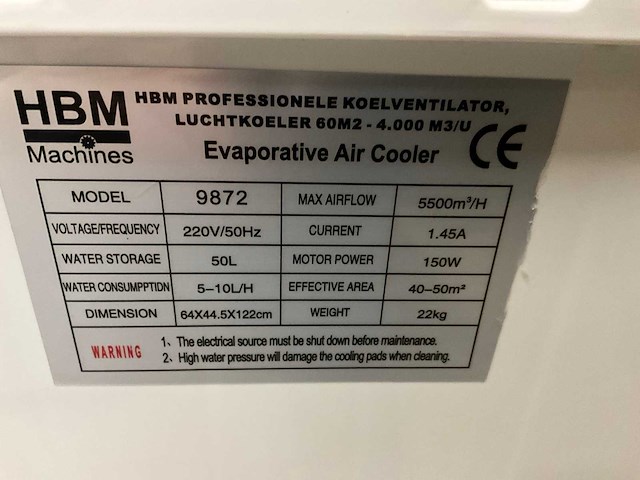 HBM
Machines
HBM PROFESSIONELE KOELVENTILATOR,
LUCHTKOELER 60M2 - 4.000 M3/U
CE
Evaporative Air Cooler
MODEL 9872 MAX AIRFLOW 5500m³/H
VOLTAGE/FREQUENCY 220V/50Hz CURRENT 1.45A
WATER STORAGE 50L MOTOR POWER 150W
WATER CONSUMPPTION 5-10L/H EFFECTIVE AREA 40-50m²
DIMENSION 64X44.5X122cm WEIGHT 22kg
WARNING
1、The electrical source must be shut down before maintenance.
2、High water pressure will damage the cooling pads when cleaning.